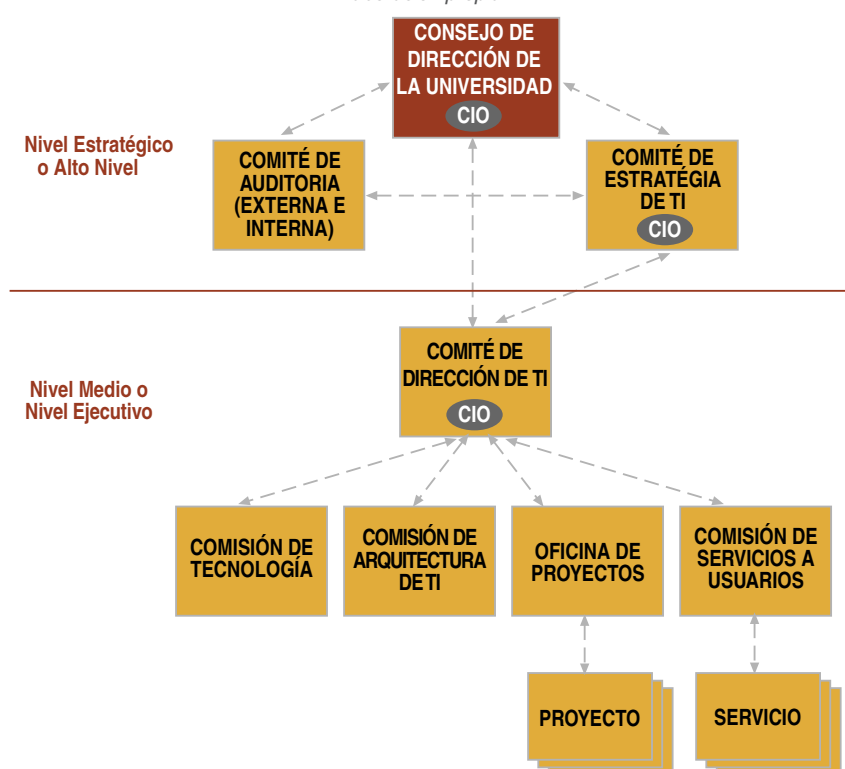 CONSEJO DE
DIRECCIÓN DE
LA UNIVERSIDAD
CIO
Nivel Estratégico
o Alto Nivel
COMITÉ DE
AUDITORIA
(EXTERNA E
INTERNA)
COMITÉ DE
ESTRATÉGIA
DE TI
CIO
COMITÉ DE
DIRECCIÓN DE TI
CIO
Nivel Medio o
Nivel Ejecutivo
COMISIÓN DE
TECNOLOGÍA
COMISIÓN DE
ARQUITECTURA
DE TI
OFICINA DE
PROYECTOS
COMISIÓN DE
SERVICIOS A
USUARIOS
PROYECTO
SERVICIO